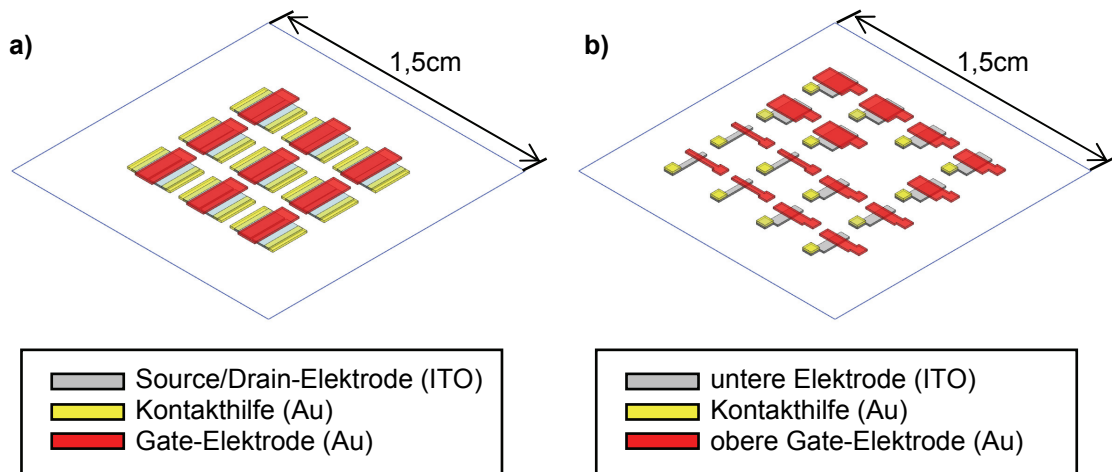 a)
1,5cm
Source/Drain-Elektrode (ITO)
Kontakthilfe (Au)
Gate-Elektrode (Au)
b)
1,5cm
untere Elektrode (ITO)
Kontakthilfe (Au)
obere Gate-Elektrode (Au)